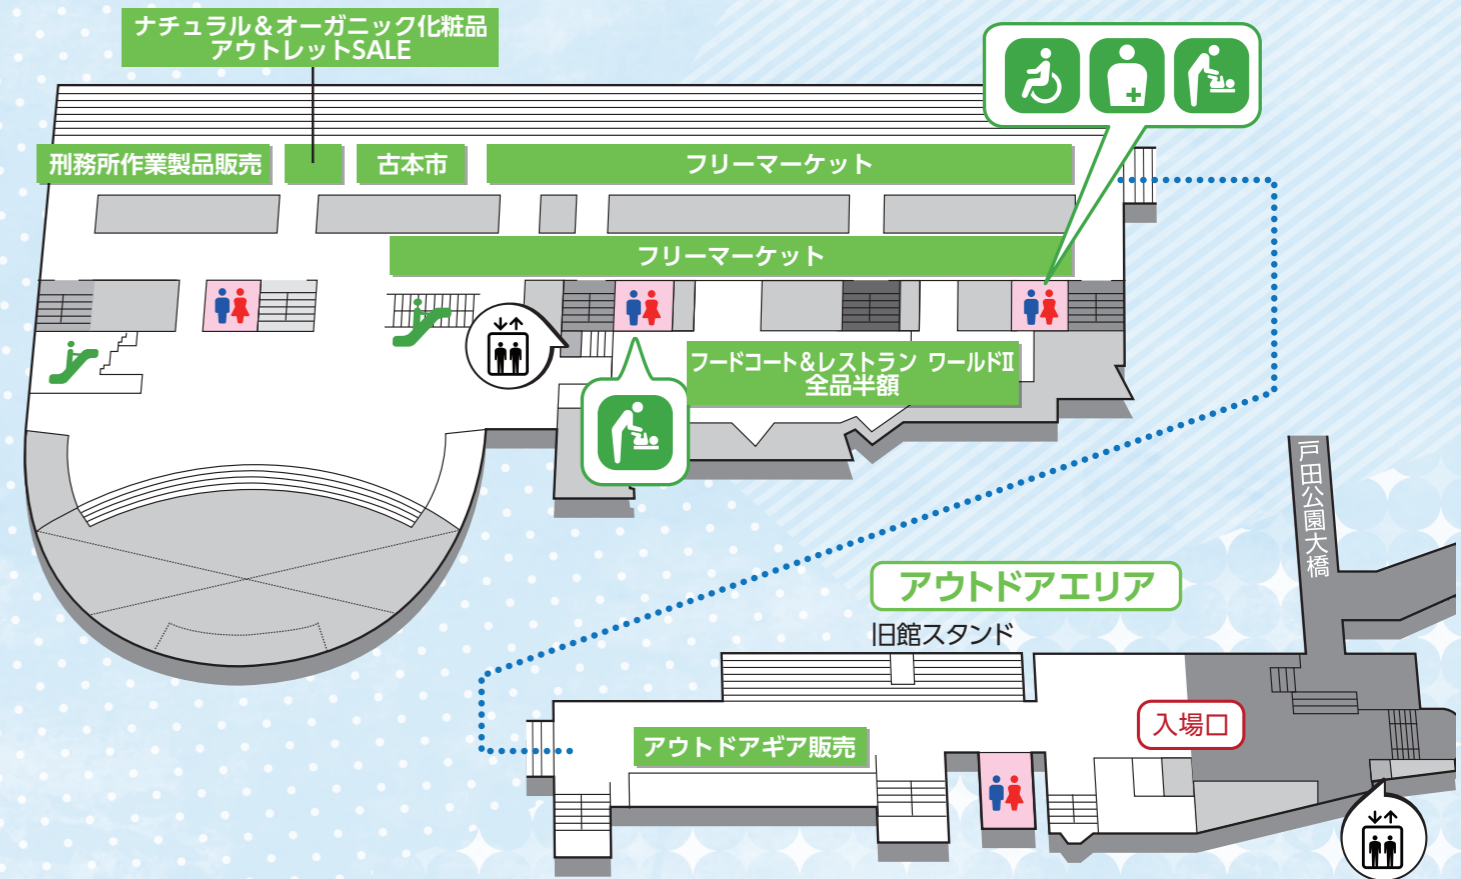 ナチュラル&オーガニック化粧品
アウトレットSALE
刑務所作業製品販売
古本市
フリーマーケット
フリーマーケット
フードコート&レストラン ワールドⅡ
全品半額
戸田公園大橋
アウトドアエリア
旧館スタンド
入場口
アウトドアギア販売